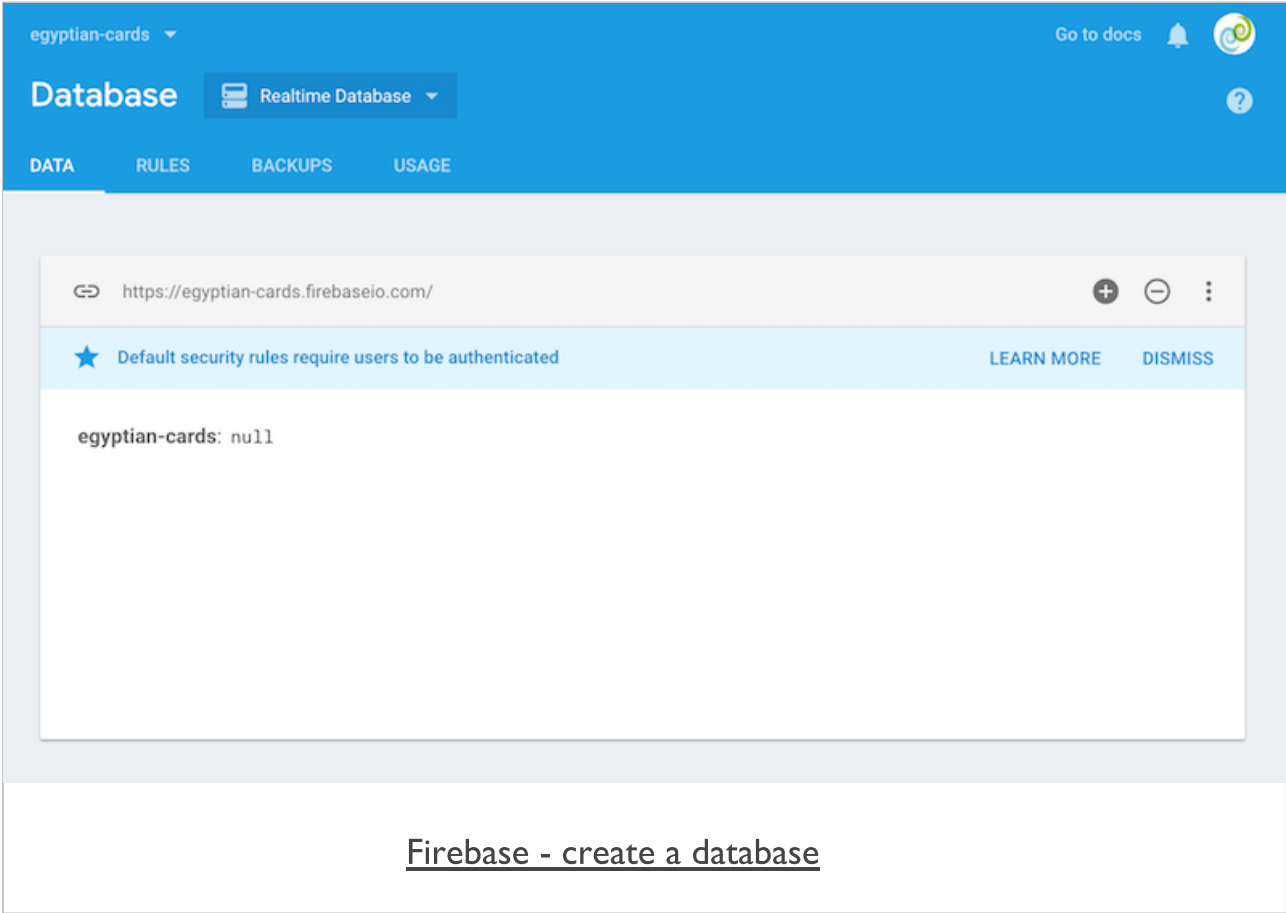 egyptian-cards
Go to docs
Database
Realtime Database
DATA RULES BACKUPS USAGE
https://egyptian-cards.firebaseio.com/
Default security rules require users to be authenticated LEARN MORE DISMISS
egyptian-cards: null
Firebase - create a database